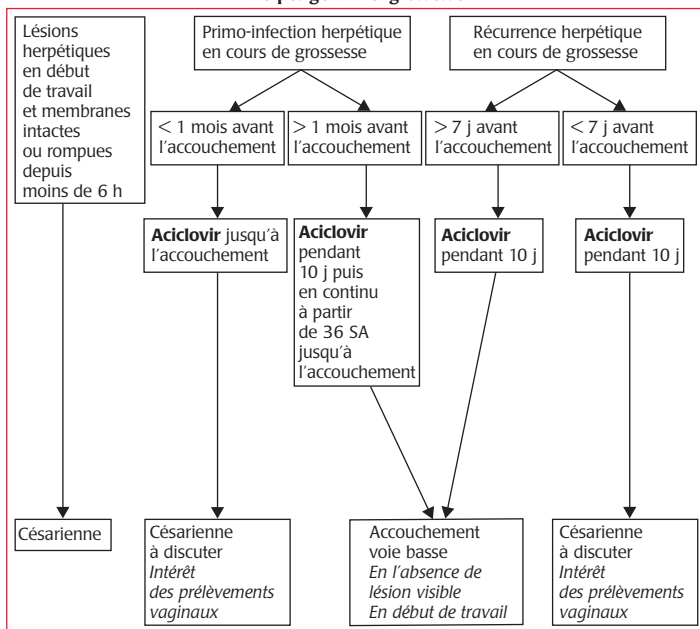 Lésions
herpétiques
en début
de travail
et membranes
intactes
ou rompues
depuis
moins de 6 h
Primo-infection herpétique
en cours de grossesse
Récurrence herpétique
en cours de grossesse
< 1 mois avant
l'accouchement
> 1 mois avant
l'accouchement
> 7 j avant
l'accouchement
< 7 j avant
l'accouchement
Aciclovir jusqu'à
l'accouchement
Aciclovir
pendant
10 j puis
en continu
à partir
de 36 SA
jusqu'à
l'accouchement
Aciclovir
pendant 10 j
Aciclovir
pendant 10 j
Césarienne
Césarienne
à discuter
Intérêt
des prélèvements
vaginaux
Accouchement
voie basse
En l'absence de
lésion visible
En début de travail
Césarienne
à discuter
Intérêt
des prélèvements
vaginaux